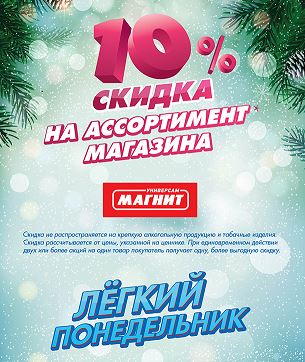 10%
СКИДКА
НА АССОРТИМЕНТ
МАГАЗИНА
УНИВЕРСАМ
МАГНИТ
Скидка не распространяется на крепкую алкогольную продукцию и табачные изделия.
Скидка рассчитывается от цены, указанной на ценнике. При единовременном действии
двух или более акций на один товар покупатель получает одну, более выгодную скидку.
ЛЁГКИЙ
ПОНЕДЕЛЬНИК